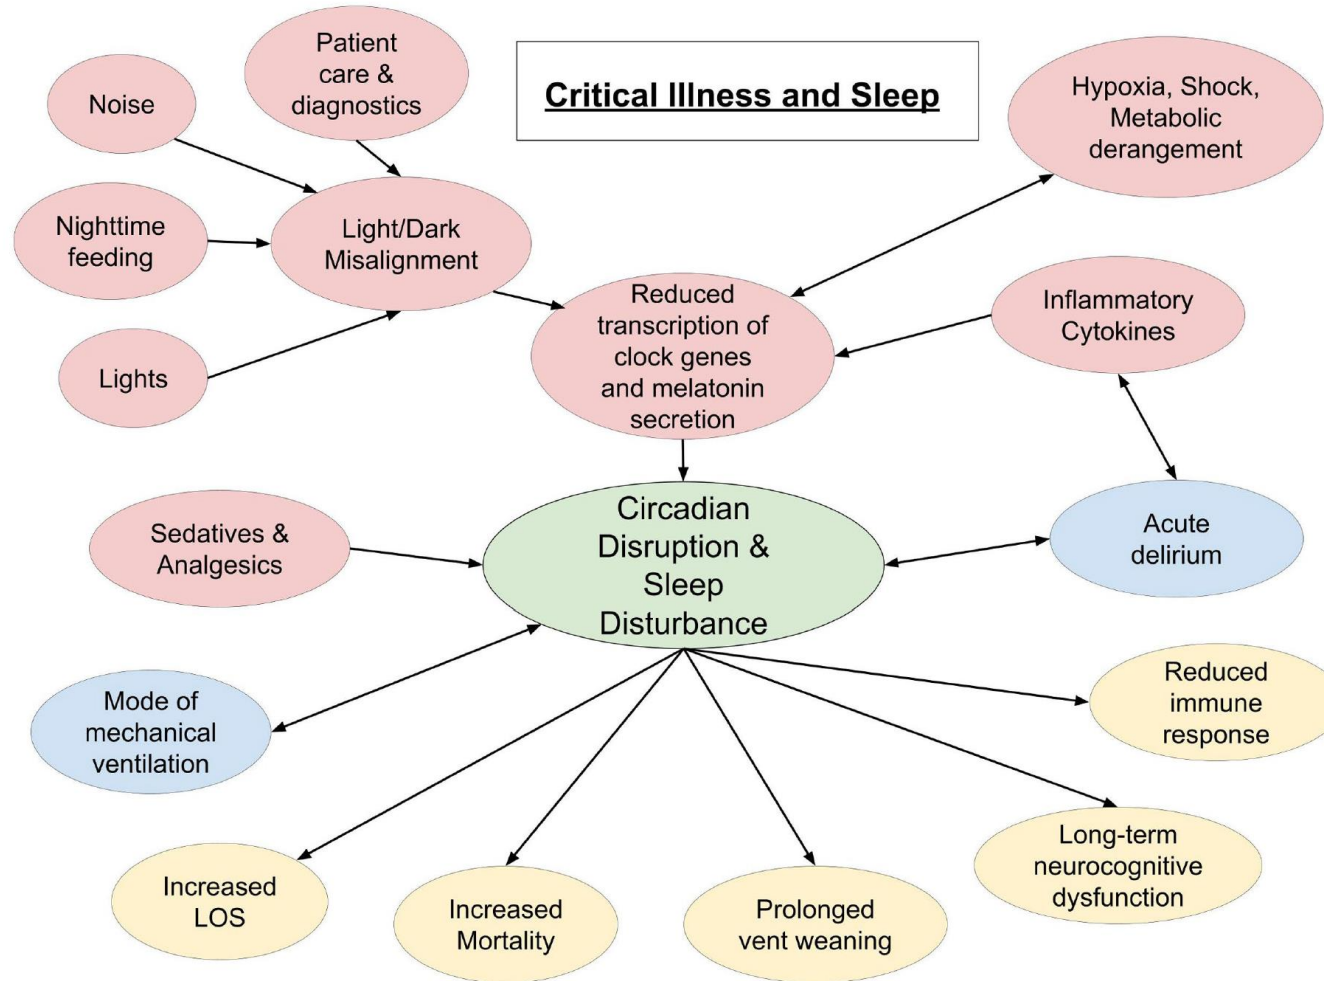 Critical Illness and Sleep
Noise
Patient
care &
diagnostics
Hypoxia, Shock,
Metabolic
derangement
Nighttime
feeding
Light/Dark
Misalignment
Lights
Reduced
transcription of
clock genes
and melatonin
secretion
Inflammatory
Cytokines
Sedatives &
Analgesics
Circadian
Disruption &
Sleep
Disturbance
Acute
delirium
Mode of
mechanical
ventilation
Reduced
immune
response
Increased
LOS
Increased
Mortality
Prolonged
vent weaning
Long-term
neurocognitive
dysfunction